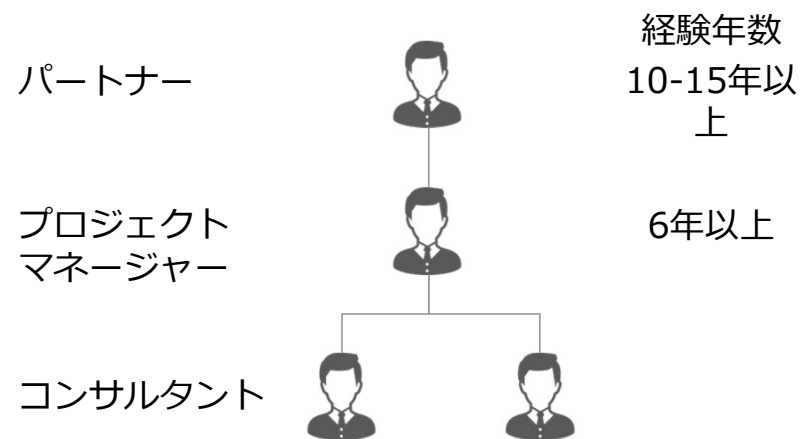 経験年数
パートナー
10-15年以
上
プロジェクト
マネージャー
6年以上
コンサルタント